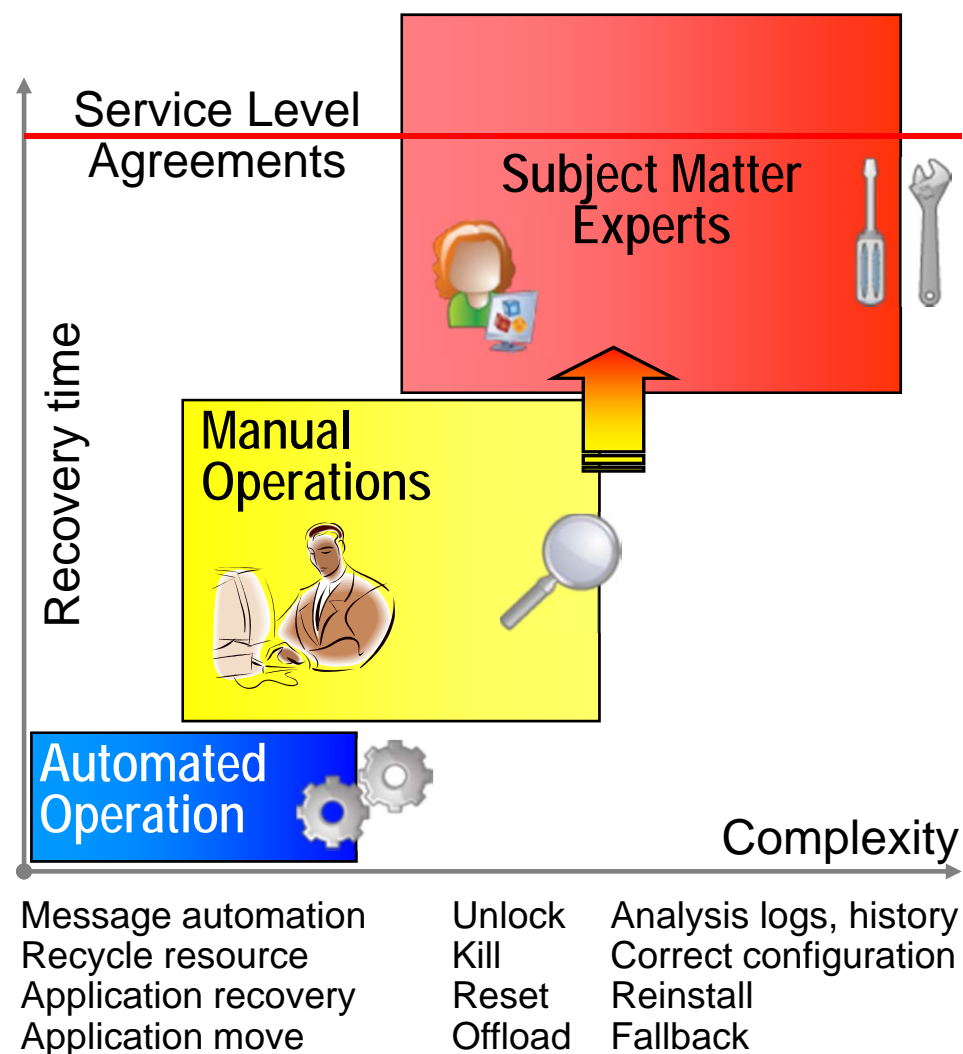 Service Level
Agreements
Subject Matter
Experts
Recovery time
Manual
Operations
Automated
Operation
Complexity
Message automation
Recycle resource
Application recovery
Application move
Unlock
Kill
Reset
Offload
Analysis logs, history
Correct configuration
Reinstall
Fallback